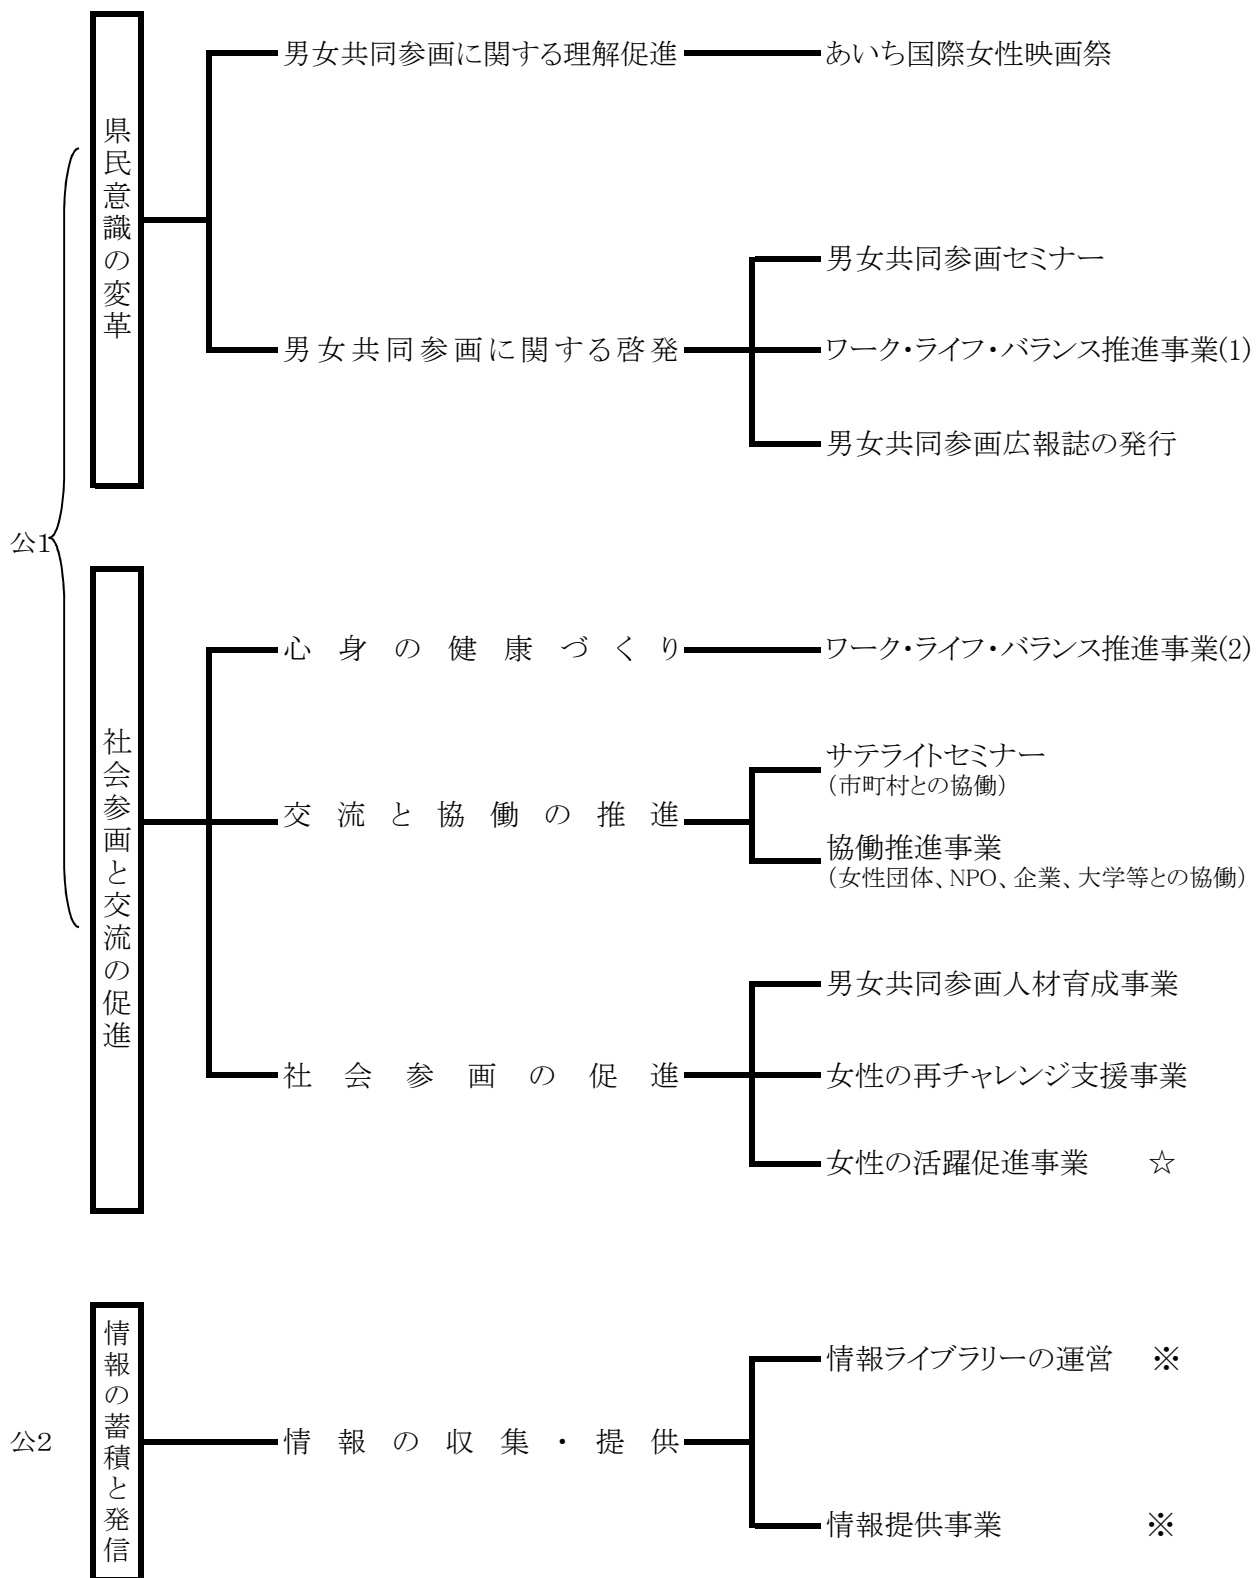 公1
県民意識の変革
男女共同参画に関する理解促進
あいち国際女性映画祭
男女共同参画に関する啓発
男女共同参画セミナー
ワーク・ライフ・バランス推進事業(1)
男女共同参画広報誌の発行
社会参画と交流の促進
心身の健康づくり
ワーク・ライフ・バランス推進事業(2)
交流と協働の推進
サテライトセミナー
(市町村との協働)
協働推進事業
(女性団体、NPO、企業、大学等との協働)
社会参画の促進
男女共同参画人材育成事業
女性の再チャレンジ支援事業
女性の活躍促進事業 ☆
公2
情報の蓄積と発信
情報の収集・提供
情報ライブラリーの運営 ※
情報提供事業 ※